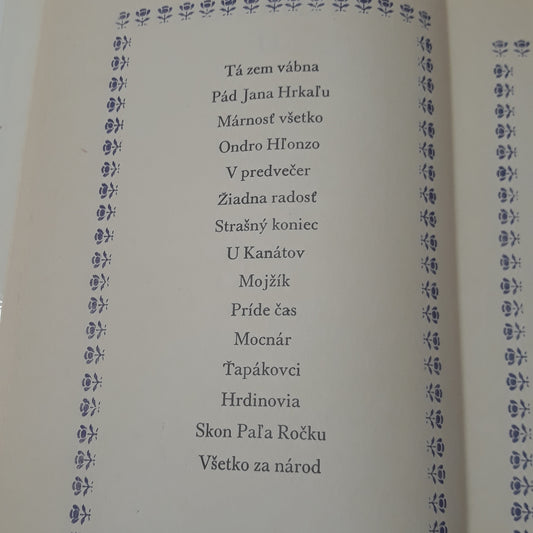 Tá zem vábna
Pád Jana Hrkaľu
Márnosť všetko
Ondro Hľonzo
V predvečer
Žiadna radosť
Strašný koniec
U Kanátov
Mojžík
Príde čas
Mocnár
Ťapákovci
Hrdinovia
Skon Paľa Ročku
Všetko za národ